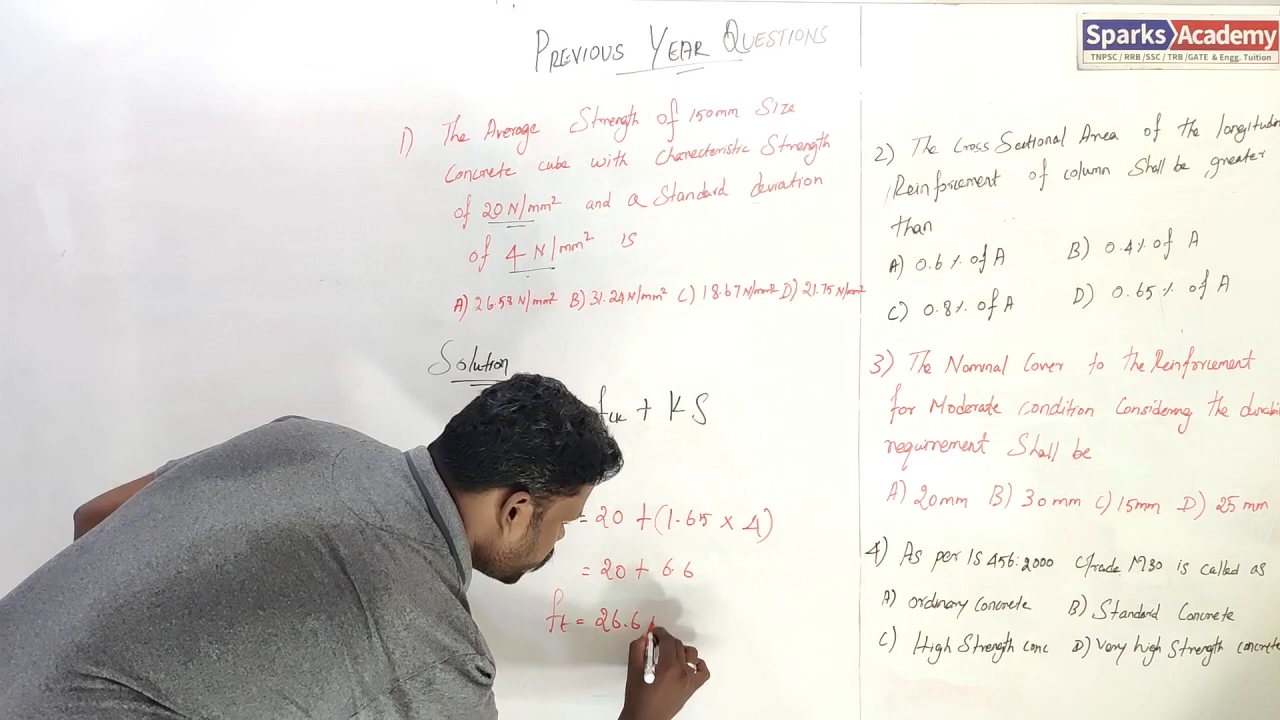 PREVIOUS YEAR QUESTIONS
Sparks Academy
TNPSC / RRB / SSC / TRB / GATE & Engg. Tuition
1) The Average Strength of 150mm Size
Concrete cube with characteristic Strength
of 20 N/mm² and a Standard deviation
of 4 N/mm² is
A) 26.58 N/mm² B) 31.24 N/mm² C) 18.67 N/mm² D) 21.75 N/mm²
Solution
fck + KS
= 20 + (1.65 × 4)
= 20 + 6.6
ft = 26.6
2) The Cross Sectional Area of the longitudin
Reinforcement of column Shall be greater
than
A) 0.6% of A B) 0.4% of A
C) 0.8% of A D) 0.65% of A
3) The Nominal Cover to the Reinforcement
for Moderate condition Considering the durabi
requirement Shall be
A) 20mm B) 30mm C) 15mm D) 25 mm
4) As per IS 456:2000 Grade M30 is called as
A) ordinary Concrete B) Standard Concrete
C) High Strength conc D) Very high Strength concrete